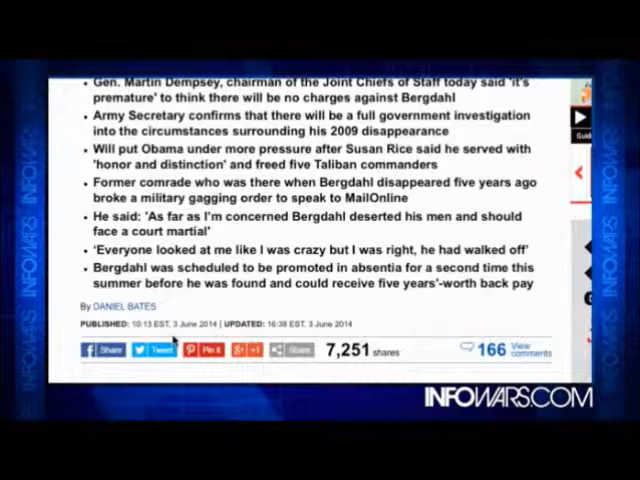 Gen. Martin Dempsey, chairman of the Joint Chiefs of Staff today said 'it's
premature' to think there will be no charges against Bergdahl
Army Secretary confirms that there will be a full government investigation
into the circumstances surrounding his 2009 disappearance
Will put Obama under more pressure after Susan Rice said he served with
'honor and distinction' and freed five Taliban commanders
Former comrade who was there when Bergdahl disappeared five years ago
broke a military gagging order to speak to MailOnline
He said: 'As far as I'm concerned Bergdahl deserted his men and should
face a court martial'
'Everyone looked at me like I was crazy but I was right, he had walked off'
Bergdahl was scheduled to be promoted in absentia for a second time this
summer before he was found and could receive five years'-worth back pay
By DANIEL BATES
PUBLISHED: 10:13 EST, 3 June 2014 | UPDATED: 16:38 EST, 3 June 2014
Share Tweet Pin it +1 Share 7,251 shares 166 View comments
INFOWARS.COM
INFOWARS
INFOWARS